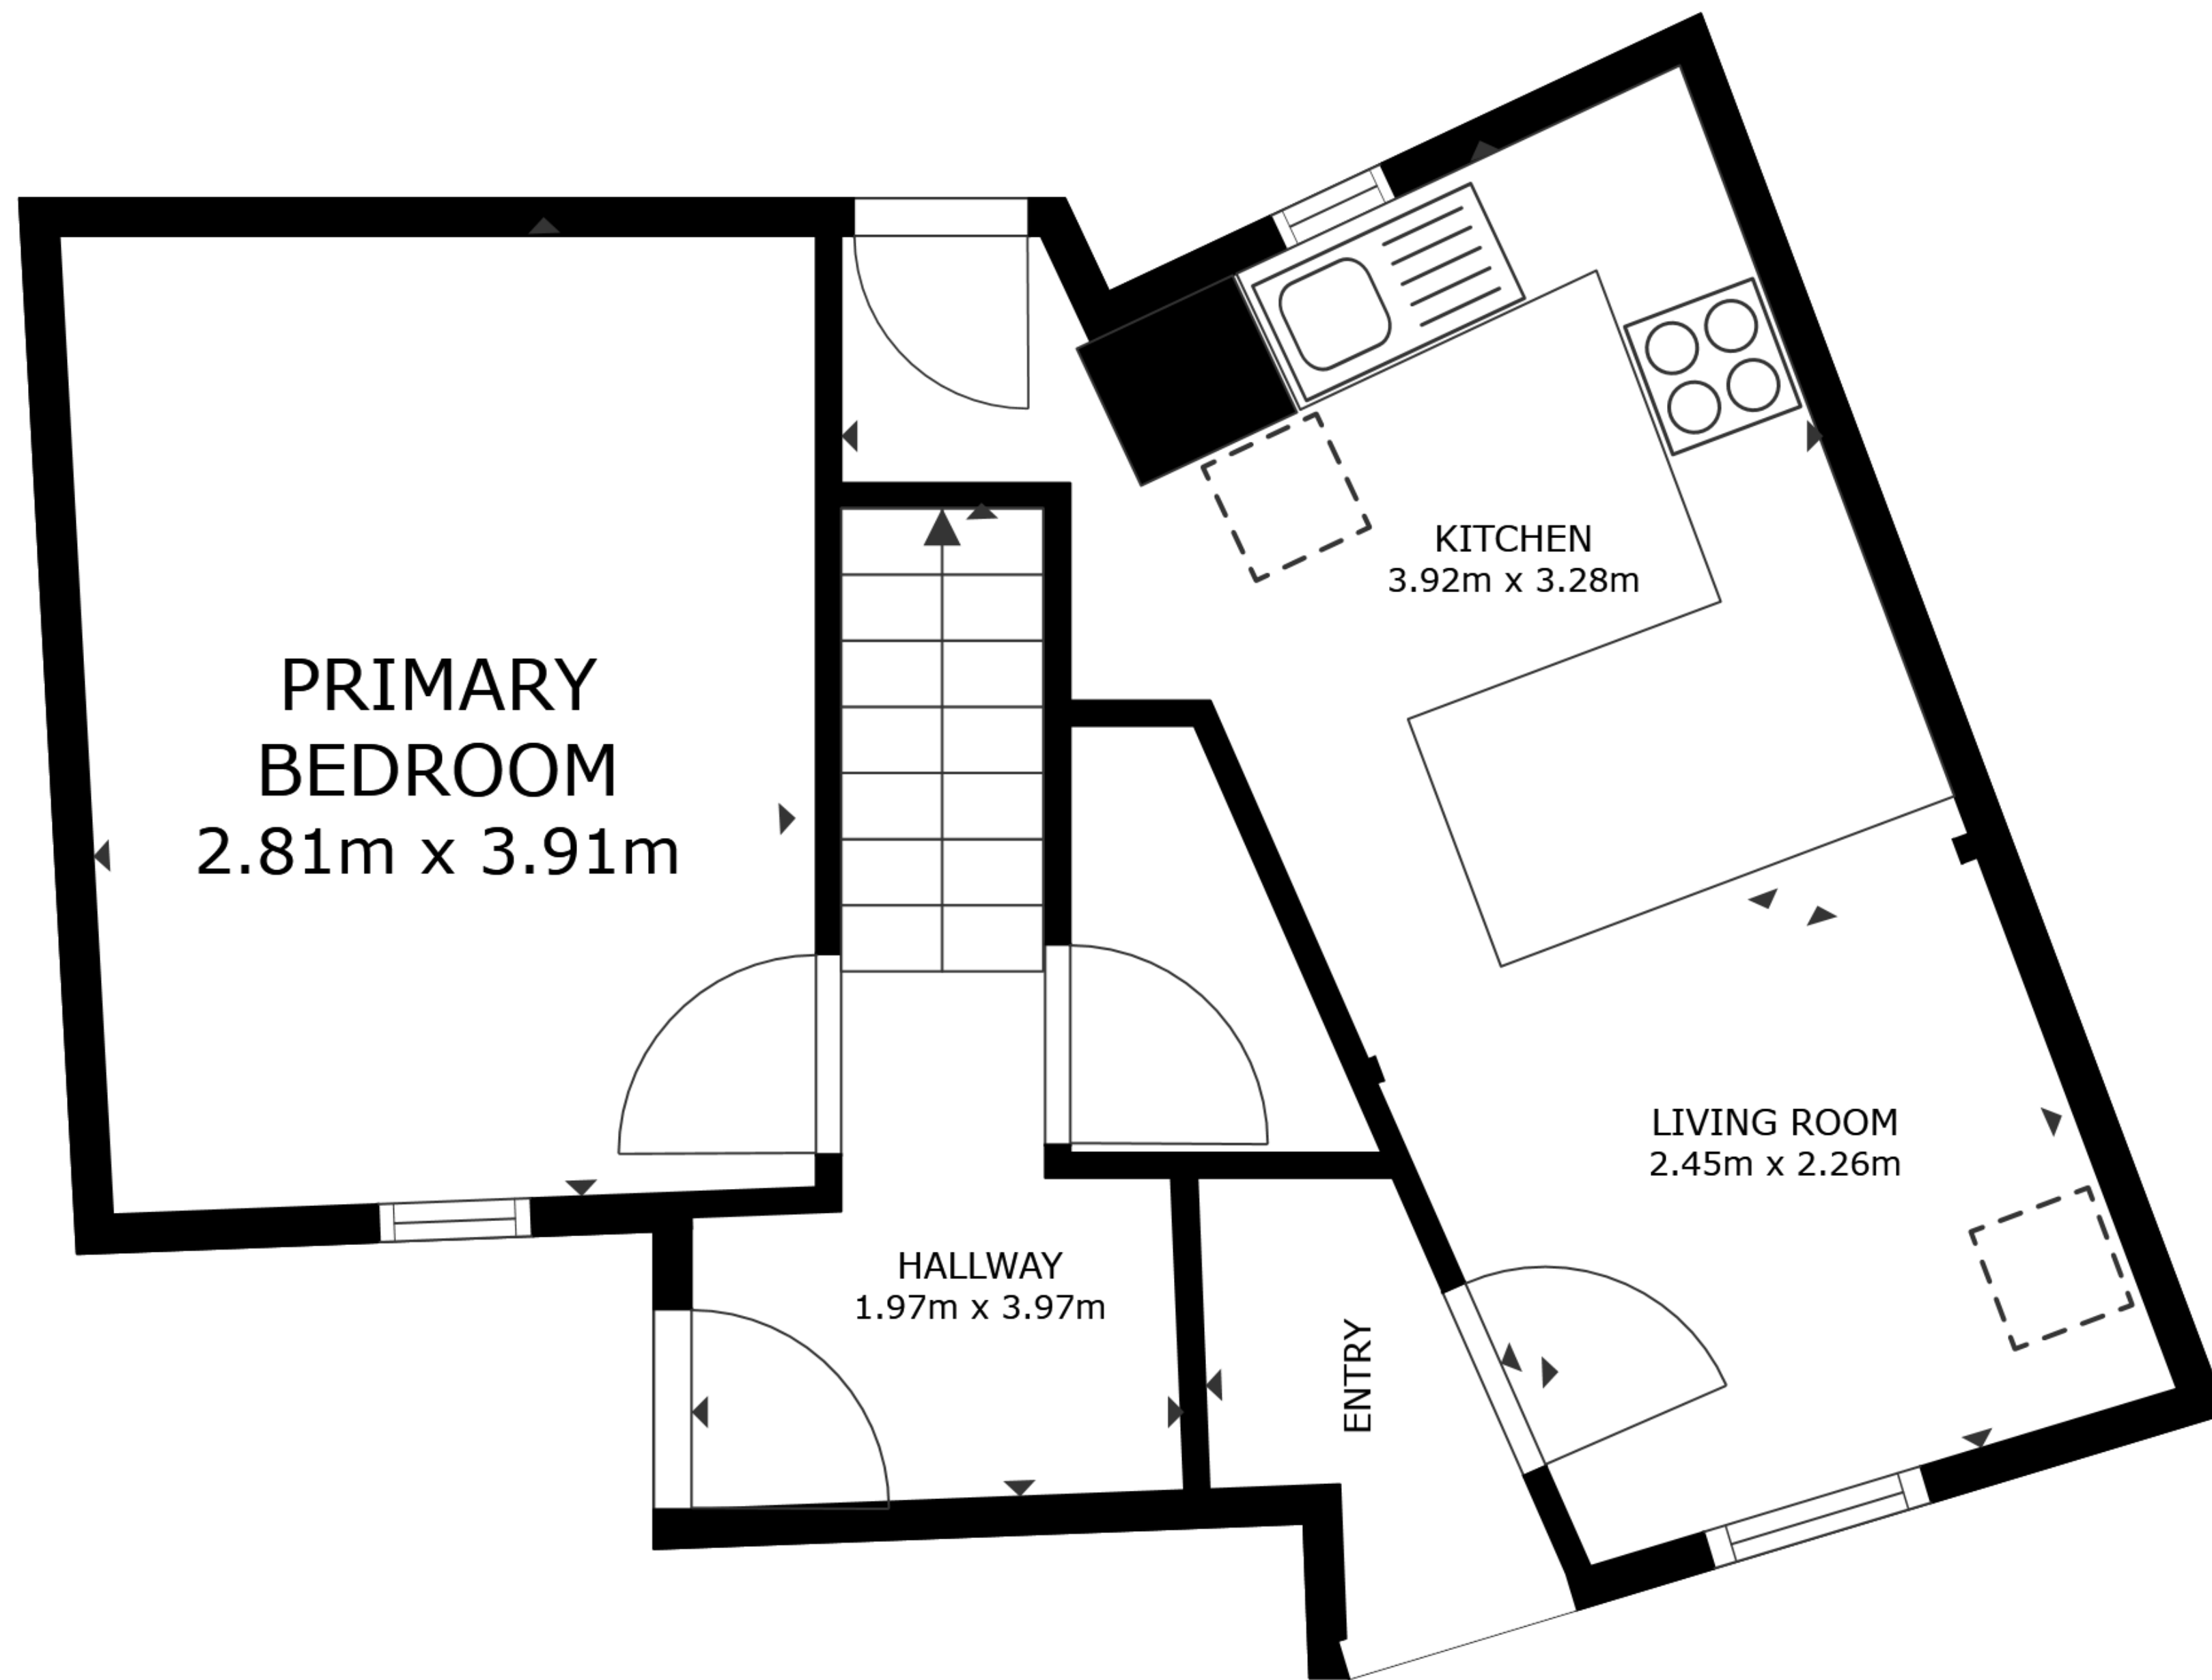 PRIMARY
BEDROOM
2.81m x 3.91m
KITCHEN
3.92m x 3.28m
LIVING ROOM
2.45m x 2.26m
HALLWAY
1.97m x 3.97m
ENTRY